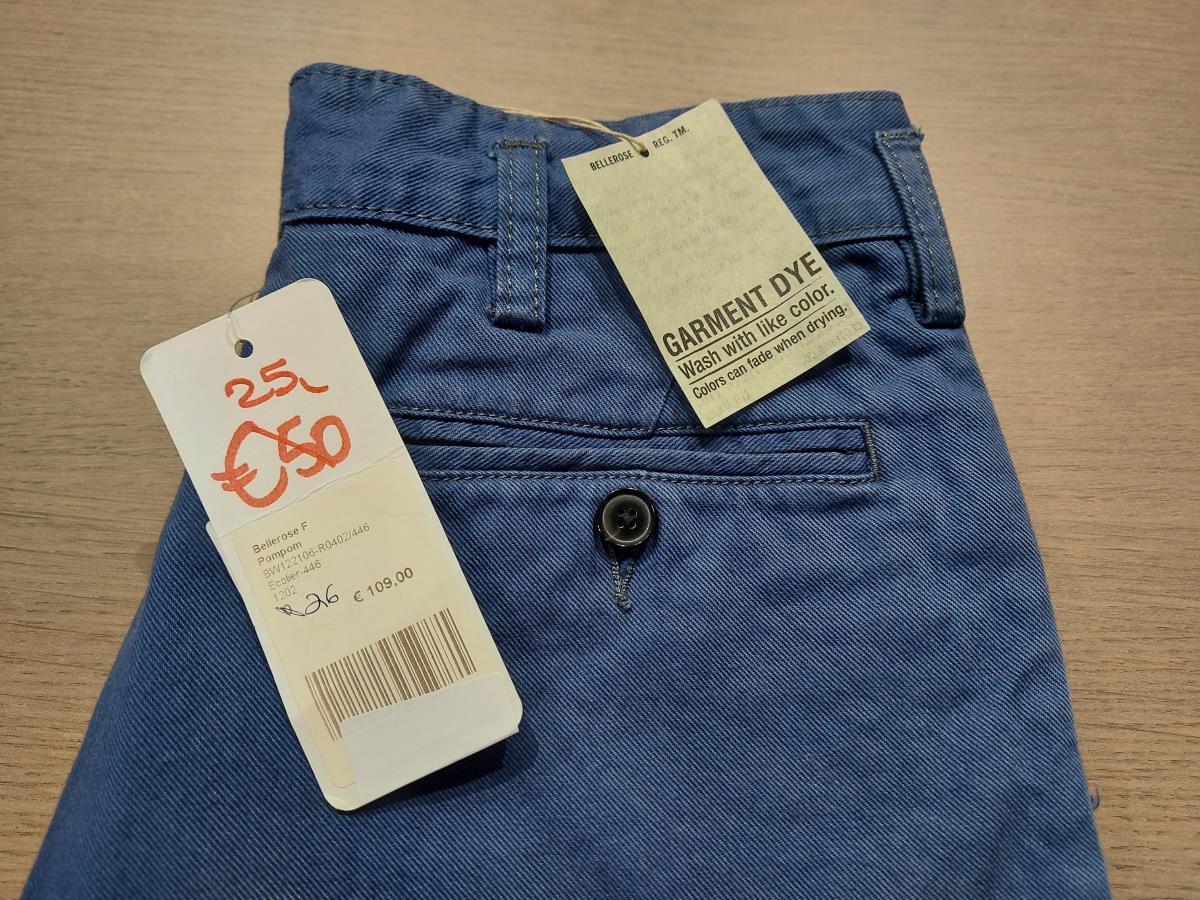 25,
€50
Bellerose F
Pompom
BW122106-R0402/446
Ecolier-446
1202
26 € 109,00
BELLEROSE REG. TM.
GARMENT DYE
Wash with like color.
Colors can fade when drying.